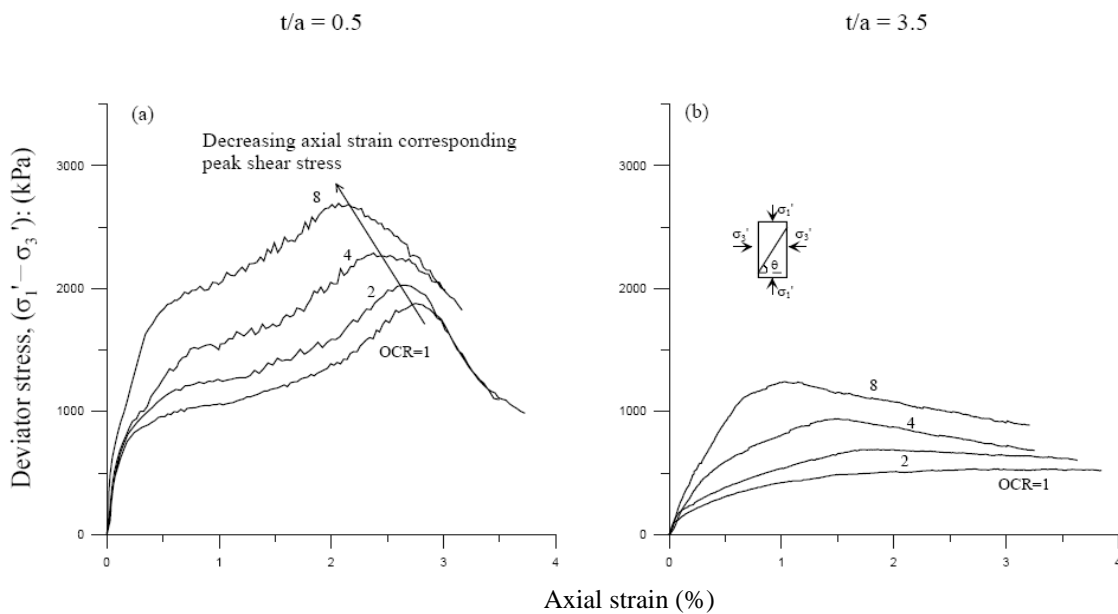 t/a = 0.5
t/a = 3.5
Deviator stress, (σ₁' – σ₃'): (kPa)
(a)
Decreasing axial strain corresponding
peak shear stress
8
4
2
OCR=1
3000
2000
1000
0
0
1
2
3
4
(b)
σ₁'
σ₃'
σ₃'
θ
σ₁'
8
4
2
OCR=1
3000
2000
1000
0
0
1
2
3
4
Axial strain (%)